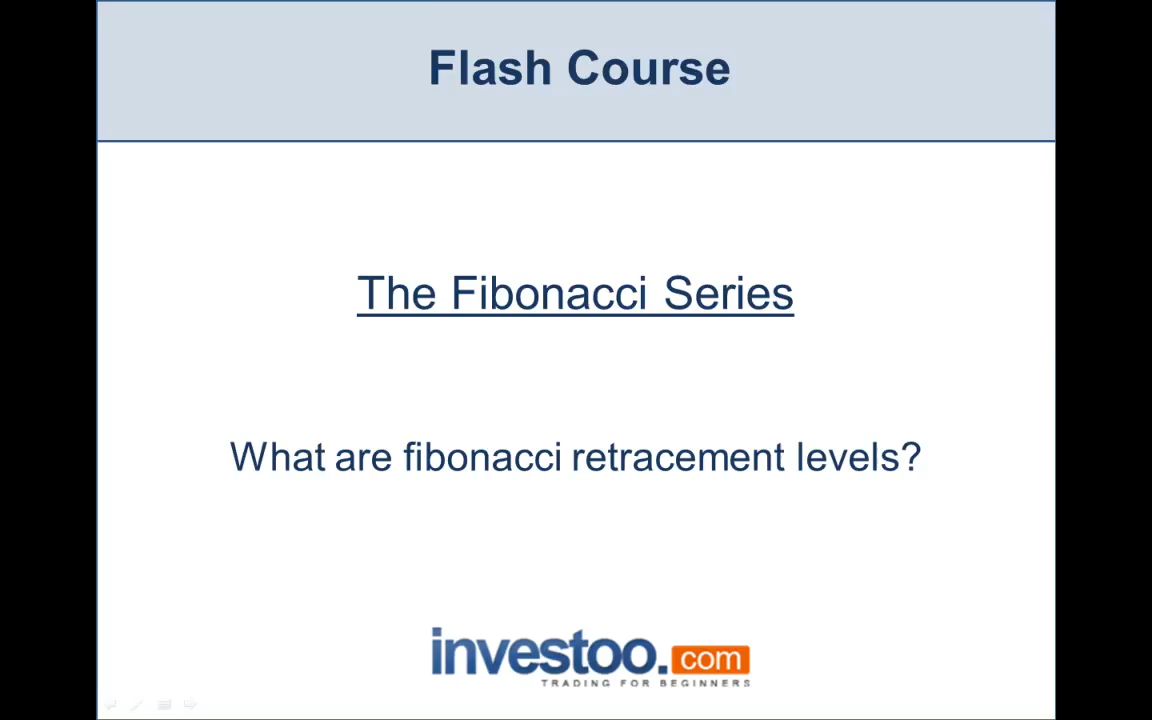 Flash Course
The Fibonacci Series
What are fibonacci retracement levels?
investoo.com
TRADING FOR BEGINNERS